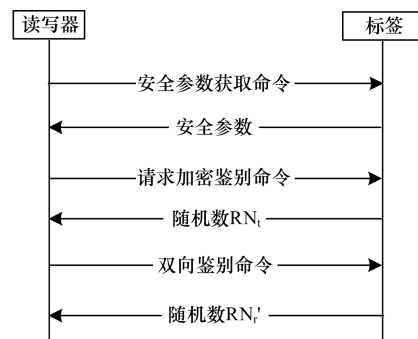 读写器
标签
安全参数获取命令
安全参数
请求加密鉴别命令
随机数RNt
双向鉴别命令
随机数RNr'